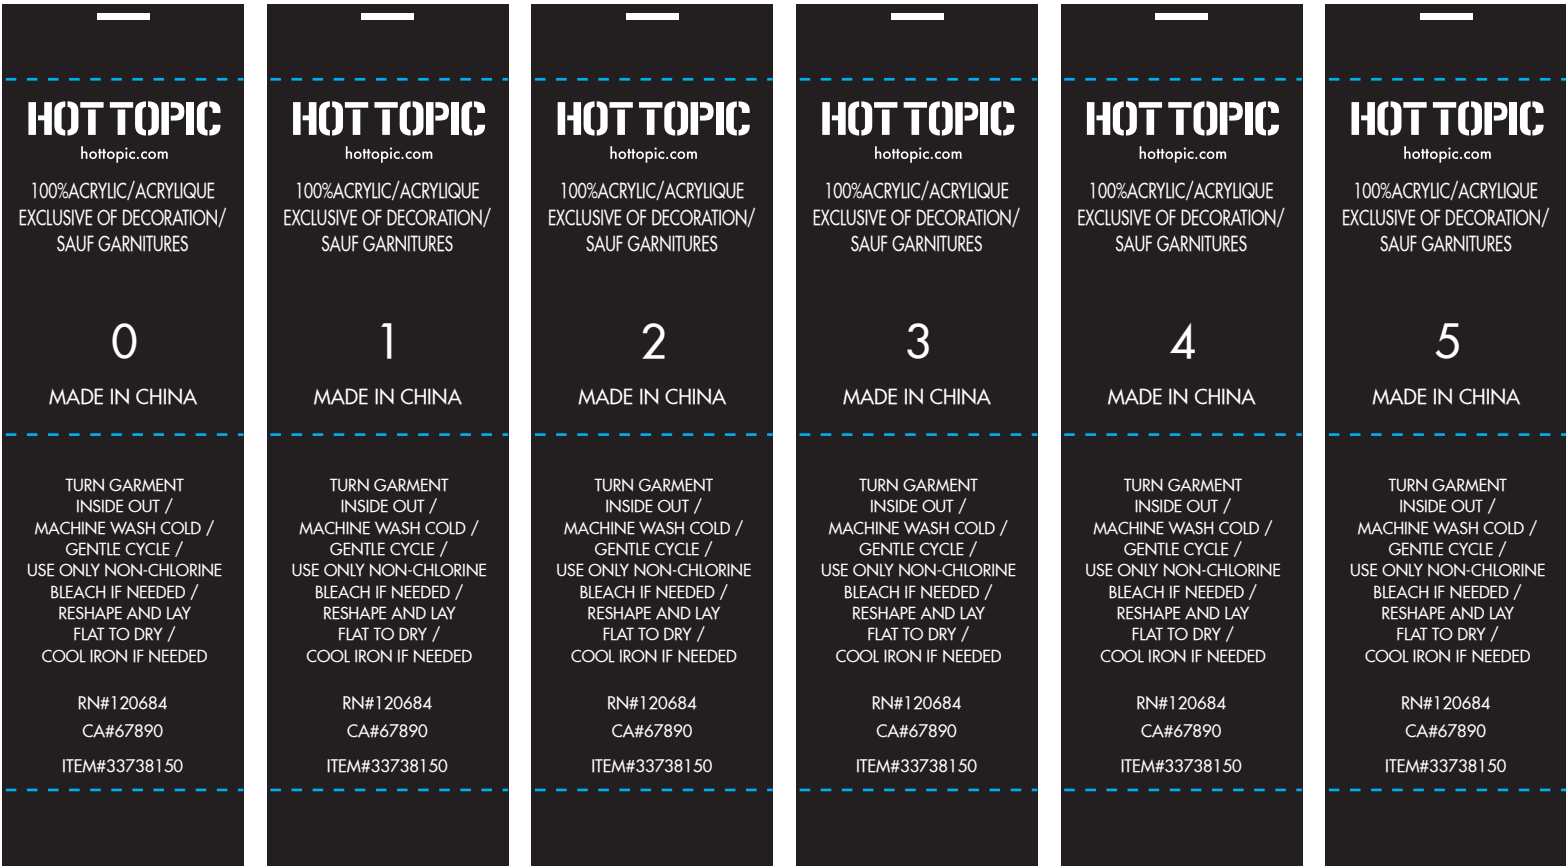 HOT TOPIC
hottopic.com
100%ACRYLIC/ACRYLIQUE
EXCLUSIVE OF DECORATION/
SAUF GARNITURES
0
MADE IN CHINA
TURN GARMENT
INSIDE OUT /
MACHINE WASH COLD /
GENTLE CYCLE /
USE ONLY NON-CHLORINE
BLEACH IF NEEDED /
RESHAPE AND LAY
FLAT TO DRY /
COOL IRON IF NEEDED
RN#120684
CA#67890
ITEM#33738150
HOT TOPIC
hottopic.com
100%ACRYLIC/ACRYLIQUE
EXCLUSIVE OF DECORATION/
SAUF GARNITURES
1
MADE IN CHINA
TURN GARMENT
INSIDE OUT /
MACHINE WASH COLD /
GENTLE CYCLE /
USE ONLY NON-CHLORINE
BLEACH IF NEEDED /
RESHAPE AND LAY
FLAT TO DRY /
COOL IRON IF NEEDED
RN#120684
CA#67890
ITEM#33738150
HOT TOPIC
hottopic.com
100%ACRYLIC/ACRYLIQUE
EXCLUSIVE OF DECORATION/
SAUF GARNITURES
2
MADE IN CHINA
TURN GARMENT
INSIDE OUT /
MACHINE WASH COLD /
GENTLE CYCLE /
USE ONLY NON-CHLORINE
BLEACH IF NEEDED /
RESHAPE AND LAY
FLAT TO DRY /
COOL IRON IF NEEDED
RN#120684
CA#67890
ITEM#33738150
HOT TOPIC
hottopic.com
100%ACRYLIC/ACRYLIQUE
EXCLUSIVE OF DECORATION/
SAUF GARNITURES
3
MADE IN CHINA
TURN GARMENT
INSIDE OUT /
MACHINE WASH COLD /
GENTLE CYCLE /
USE ONLY NON-CHLORINE
BLEACH IF NEEDED /
RESHAPE AND LAY
FLAT TO DRY /
COOL IRON IF NEEDED
RN#120684
CA#67890
ITEM#33738150
HOT TOPIC
hottopic.com
100%ACRYLIC/ACRYLIQUE
EXCLUSIVE OF DECORATION/
SAUF GARNITURES
4
MADE IN CHINA
TURN GARMENT
INSIDE OUT /
MACHINE WASH COLD /
GENTLE CYCLE /
USE ONLY NON-CHLORINE
BLEACH IF NEEDED /
RESHAPE AND LAY
FLAT TO DRY /
COOL IRON IF NEEDED
RN#120684
CA#67890
ITEM#33738150
HOT TOPIC
hottopic.com
100%ACRYLIC/ACRYLIQUE
EXCLUSIVE OF DECORATION/
SAUF GARNITURES
5
MADE IN CHINA
TURN GARMENT
INSIDE OUT /
MACHINE WASH COLD /
GENTLE CYCLE /
USE ONLY NON-CHLORINE
BLEACH IF NEEDED /
RESHAPE AND LAY
FLAT TO DRY /
COOL IRON IF NEEDED
RN#120684
CA#67890
ITEM#33738150